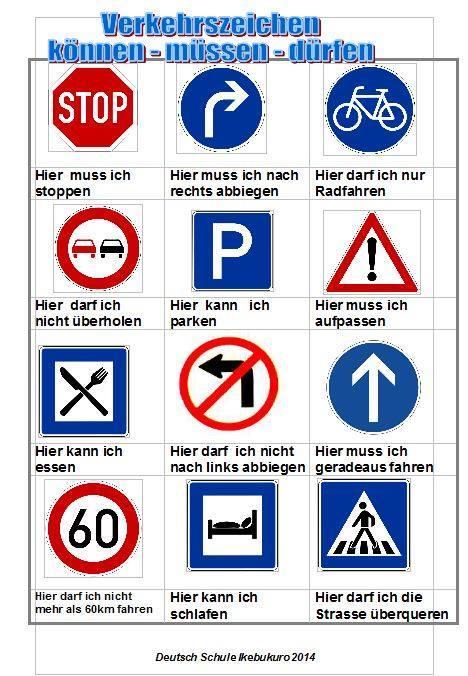 Verkehrszeichen
können - müssen - dürfen
STOP
Hier muss ich
stoppen
Hier muss ich nach
rechts abbiegen
Hier darf ich nur
Radfahren
Hier darf ich
nicht überholen
P
Hier kann ich
parken
Hier muss ich
aufpassen
Hier kann ich
essen
Hier darf ich nicht
nach links abbiegen
Hier muss ich
geradeaus fahren
60
Hier darf ich nicht
mehr als 60km fahren
Hier kann ich
schlafen
Hier darf ich die
Strasse überqueren
Deutsch Schule Ikebukuro 2014